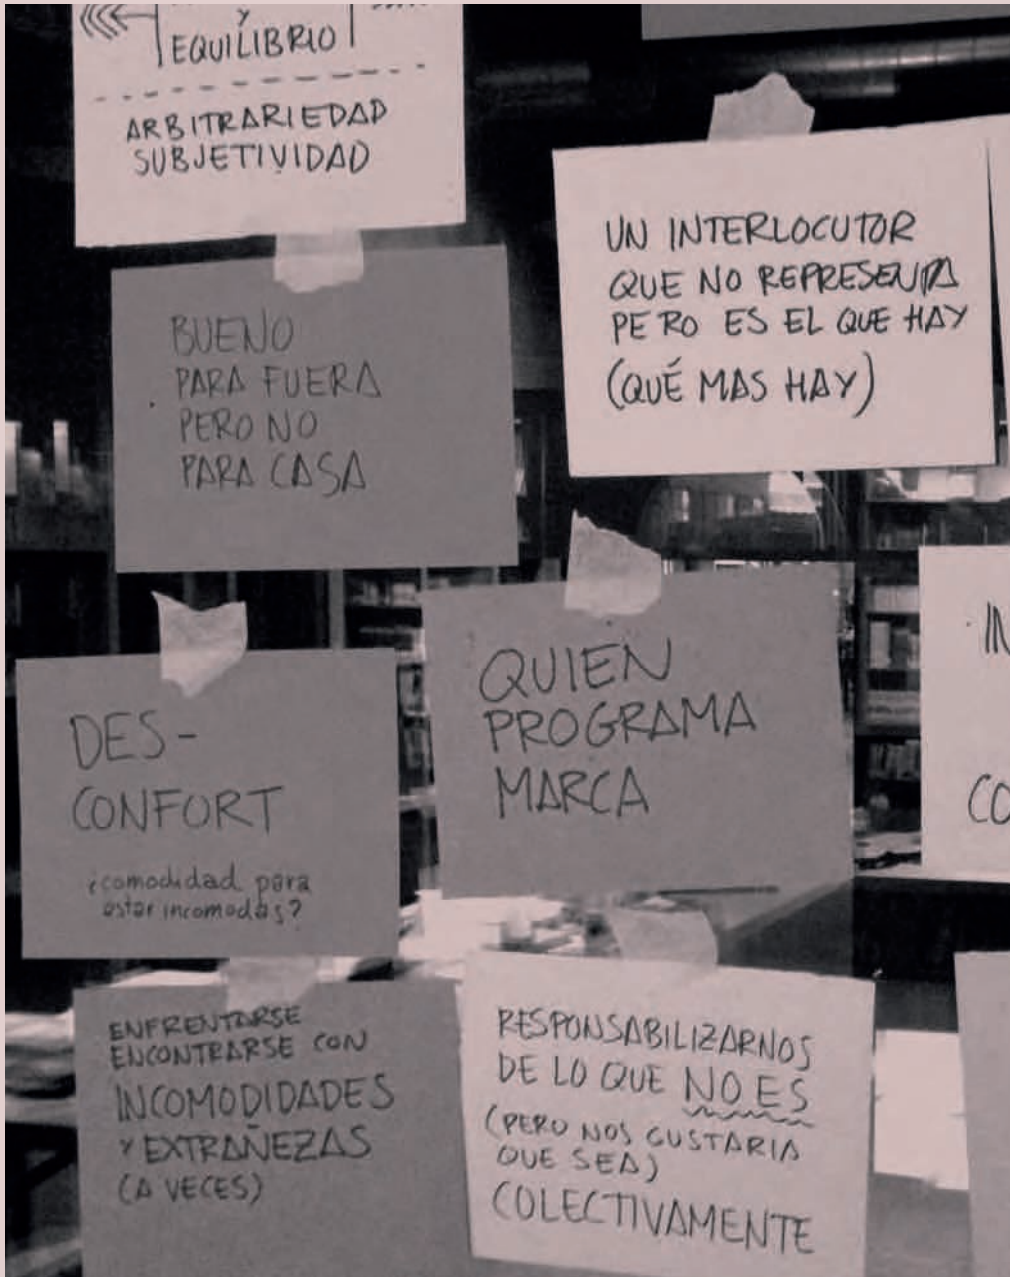 Y
EQUILIBRIO
ARBITRARIEDAD
SUBJETIVIDAD
UN INTERLOCUTOR
QUE NO REPRESENTA
PERO ES EL QUE HAY
(QUÉ MAS HAY)
BUENO
PARA FUERA
PERO NO
PARA CASA
QUIEN
PROGRAMA
MARCA
IN
CO
DES-
CONFORT
¿comodidad para
estar incomodas?
ENFRENTARSE
ENCONTRARSE CON
INCOMODIDADES
Y EXTRAÑEZAS
(A VECES)
RESPONSABILIZARNOS
DE LO QUE NO ES
(PERO NOS GUSTARIA
QUE SEA)
COLECTIVAMENTE